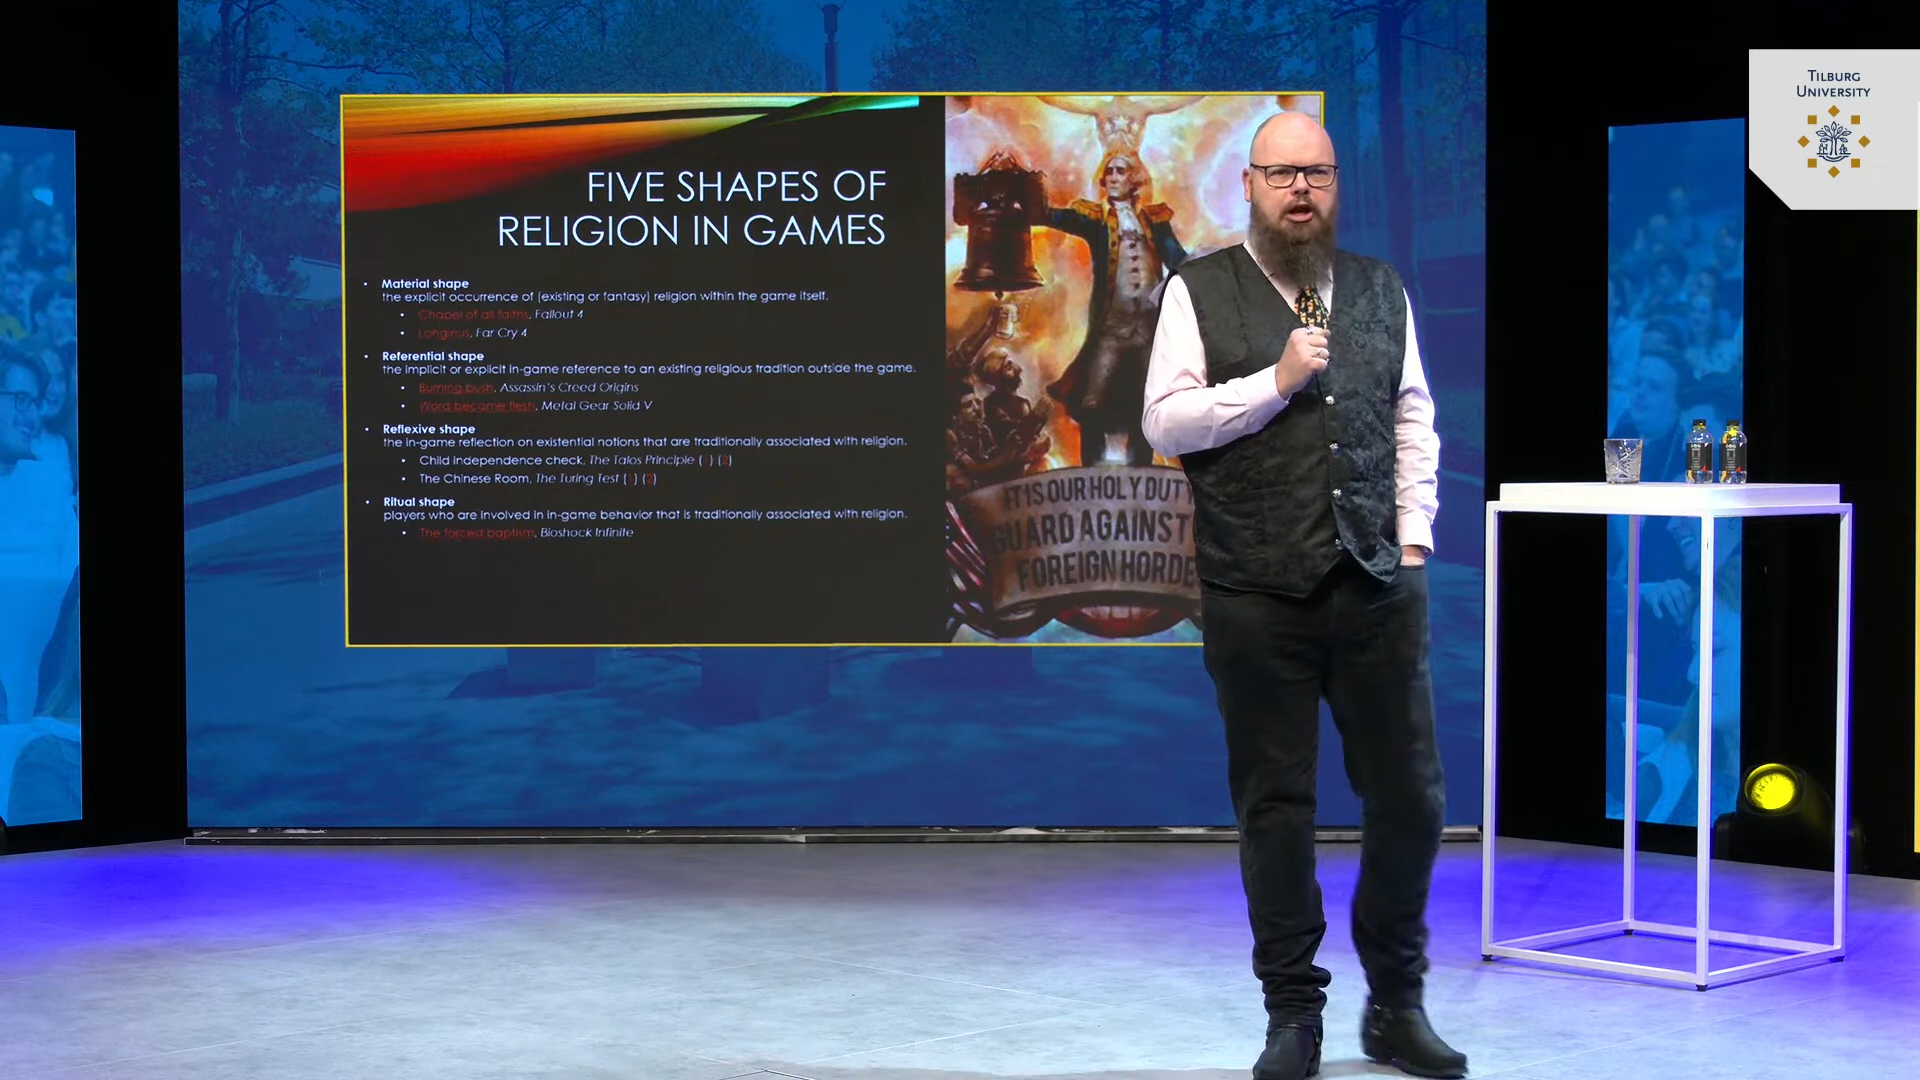 TILBURG
UNIVERSITY
FIVE SHAPES OF
RELIGION IN GAMES
• Material shape
the explicit occurrence of (existing or fantasy) religion within the game itself.
• Chapel of all faiths, Fallout 4
• Longinus, Far Cry 4
• Referential shape
the implicit or explicit in-game reference to an existing religious tradition outside the game.
• Burning bush, Assassin's Creed Origins
• Word became flesh, Metal Gear Solid V
• Reflexive shape
the in-game reflection on existential notions that are traditionally associated with religion.
• Child independence check, The Talos Principle (1) (2)
• The Chinese Room, The Turing Test (1) (2)
• Ritual shape
players who are involved in in-game behavior that is traditionally associated with religion.
• The forced baptism, Bioshock Infinite
IT IS OUR HOLY DUTY
GUARD AGAINST
FOREIGN HORDE